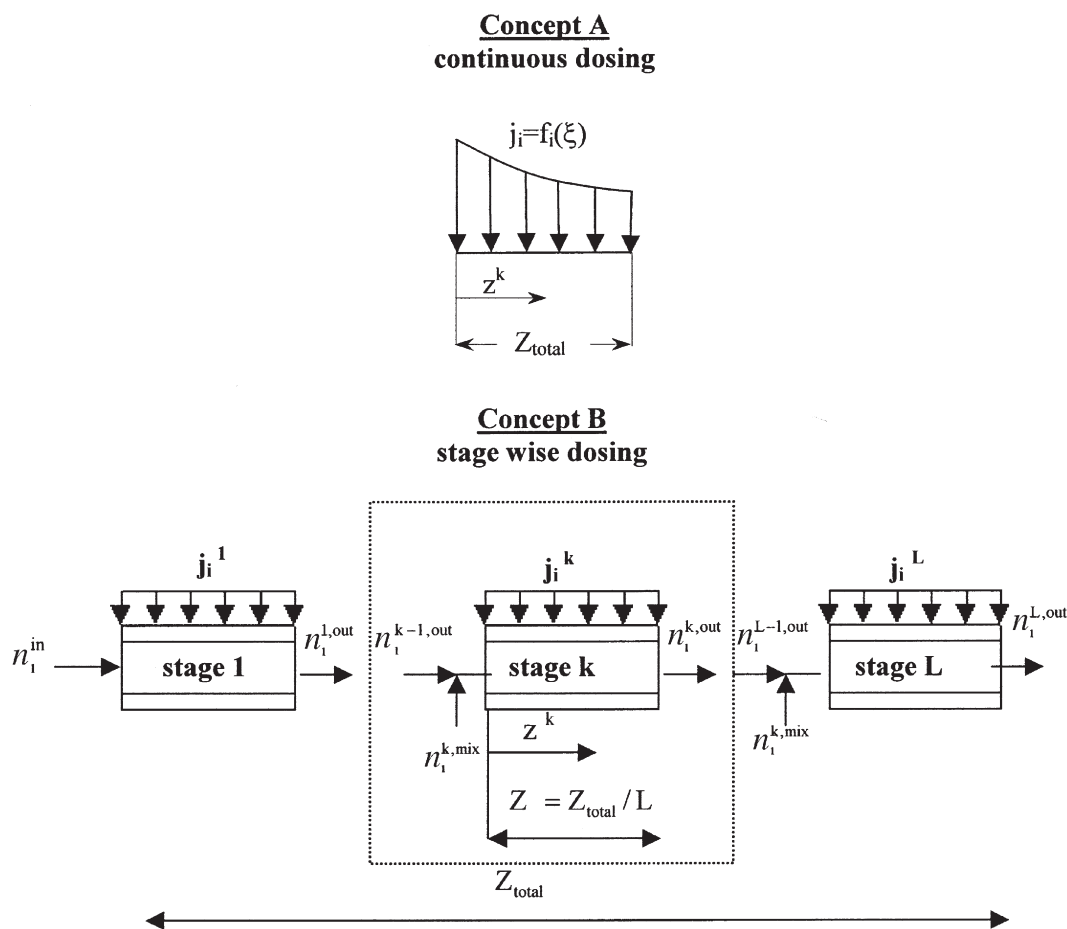 Concept A
continuous dosing
jᵢ=fᵢ(ξ)
zᵏ
Z_total
Concept B
stage wise dosing
jᵢ¹
jᵢᵏ
jᵢᴸ
n₁^in
stage 1
n₁^1,out
n₁^k−1,out
stage k
n₁^k,out
n₁^L−1,out
stage L
n₁^L,out
n₁^k,mix
zᵏ
n₁^k,mix
Z = Z_total / L
Z_total